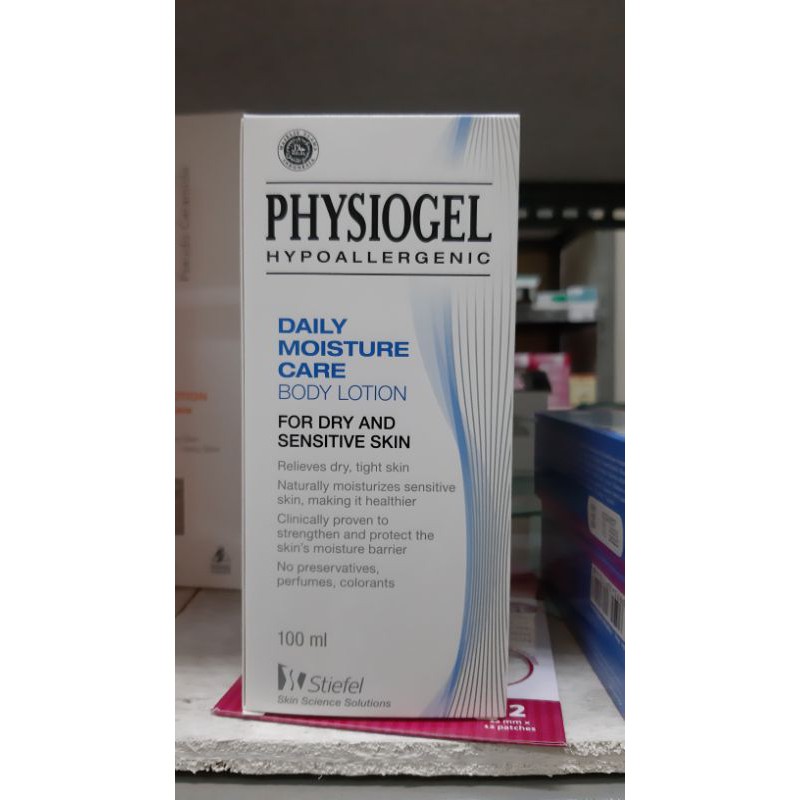 PHYSIOGEL
HYPOALLERGENIC
DAILY
MOISTURE
CARE
BODY LOTION
FOR DRY AND
SENSITIVE SKIN
Relieves dry, tight skin
Naturally moisturizes sensitive
skin, making it healthier
Clinically proven to
strengthen and protect the
skin's moisture barrier
No preservatives,
perfumes, colorants
100 ml
Stiefel
Skin Science Solutions
12 patches